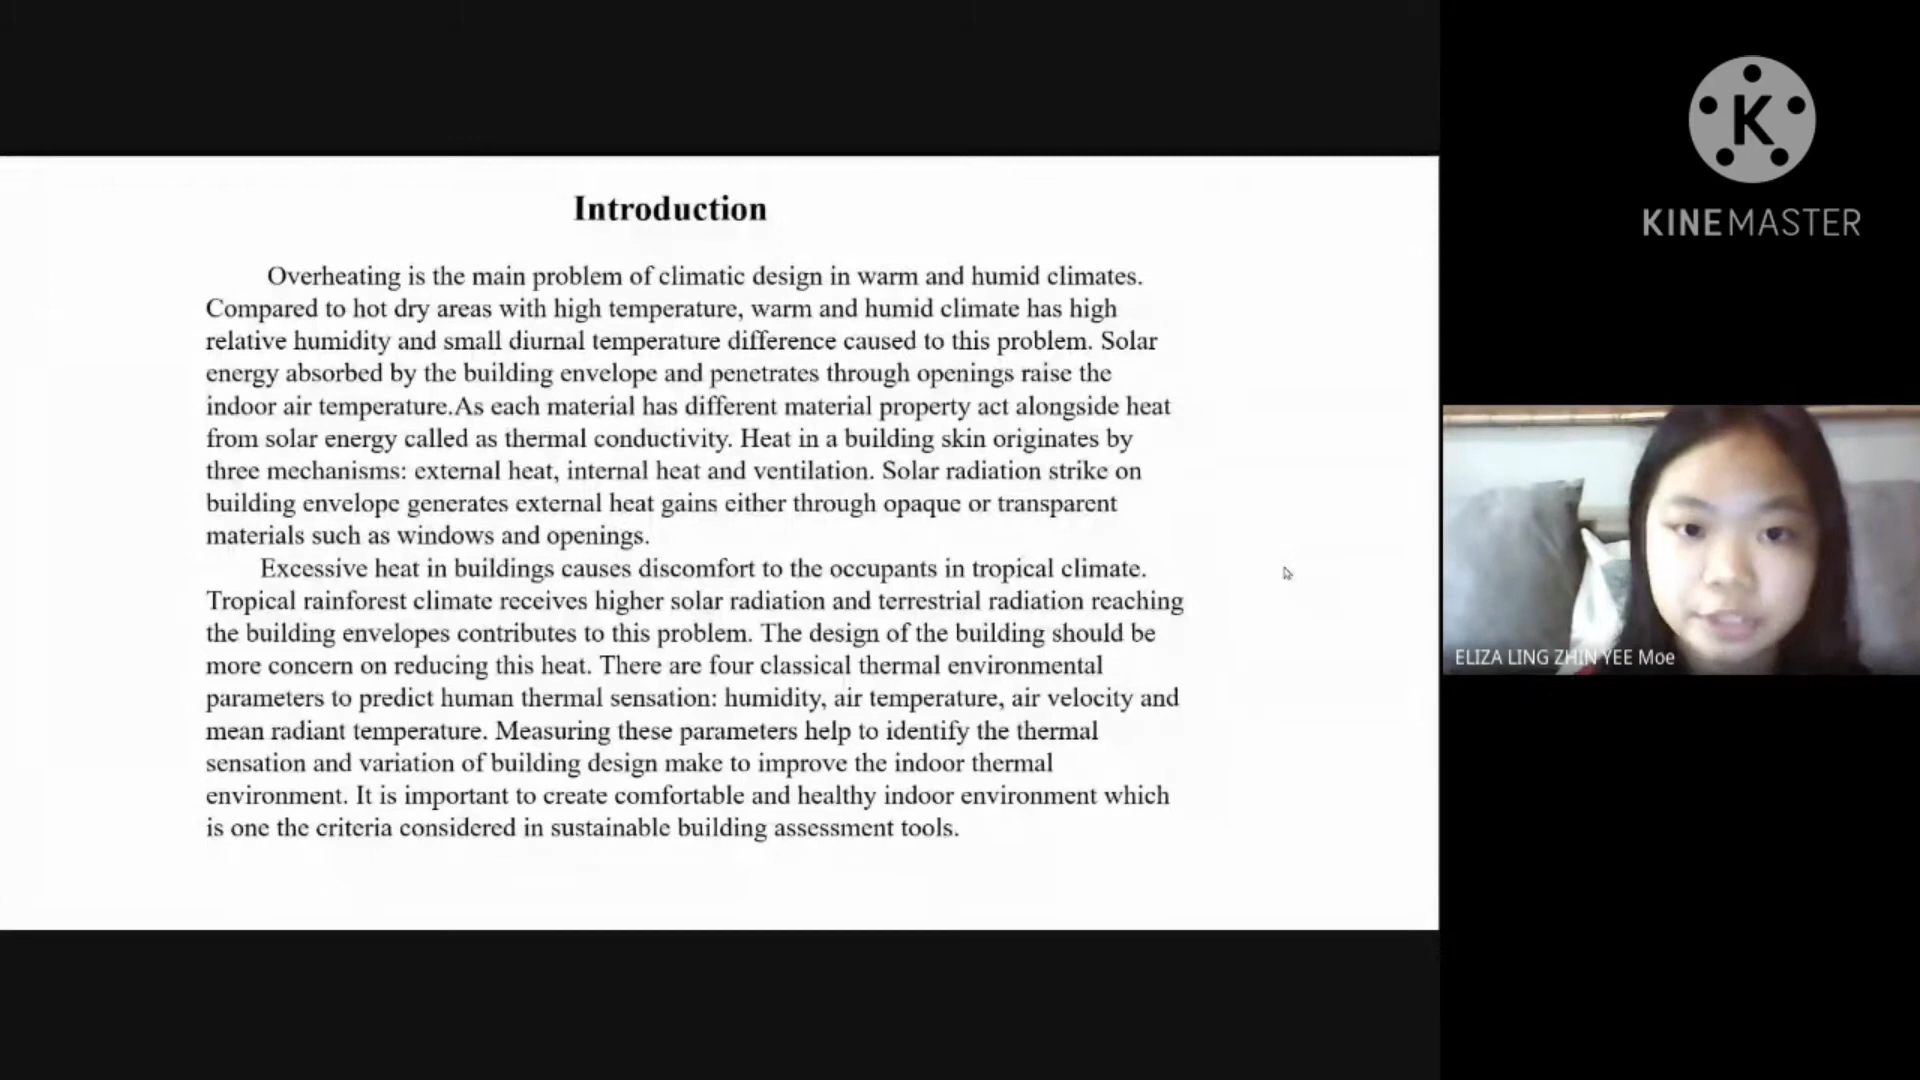 Introduction
Overheating is the main problem of climatic design in warm and humid climates.
Compared to hot dry areas with high temperature, warm and humid climate has high
relative humidity and small diurnal temperature difference caused to this problem. Solar
energy absorbed by the building envelope and penetrates through openings raise the
indoor air temperature.As each material has different material property act alongside heat
from solar energy called as thermal conductivity. Heat in a building skin originates by
three mechanisms: external heat, internal heat and ventilation. Solar radiation strike on
building envelope generates external heat gains either through opaque or transparent
materials such as windows and openings.
Excessive heat in buildings causes discomfort to the occupants in tropical climate.
Tropical rainforest climate receives higher solar radiation and terrestrial radiation reaching
the building envelopes contributes to this problem. The design of the building should be
more concern on reducing this heat. There are four classical thermal environmental
parameters to predict human thermal sensation: humidity, air temperature, air velocity and
mean radiant temperature. Measuring these parameters help to identify the thermal
sensation and variation of building design make to improve the indoor thermal
environment. It is important to create comfortable and healthy indoor environment which
is one the criteria considered in sustainable building assessment tools.
K
KINEMASTER
ELIZA LING ZHIN YEE Moe